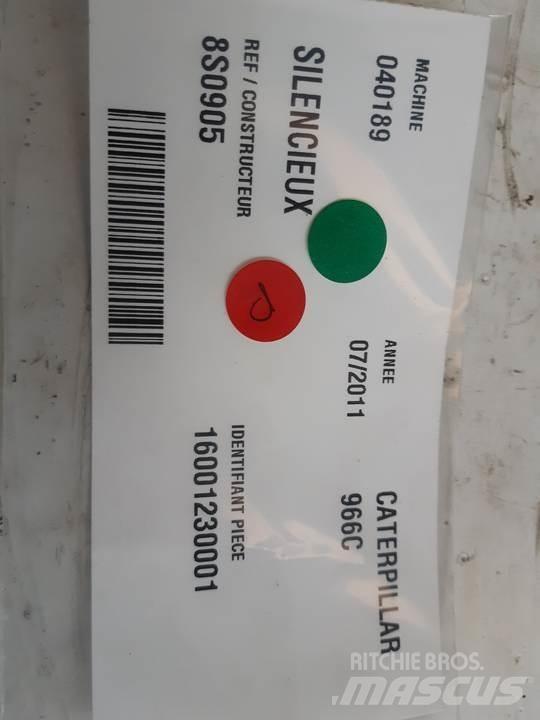 MACHINE
040189
ANNEE
07/2011
CATERPILLAR
966C
SILENCIEUX
REF / CONSTRUCTEUR
8S0905
IDENTIFIANT PIECE
16001230001
RITCHIE BROS.
MASCUS